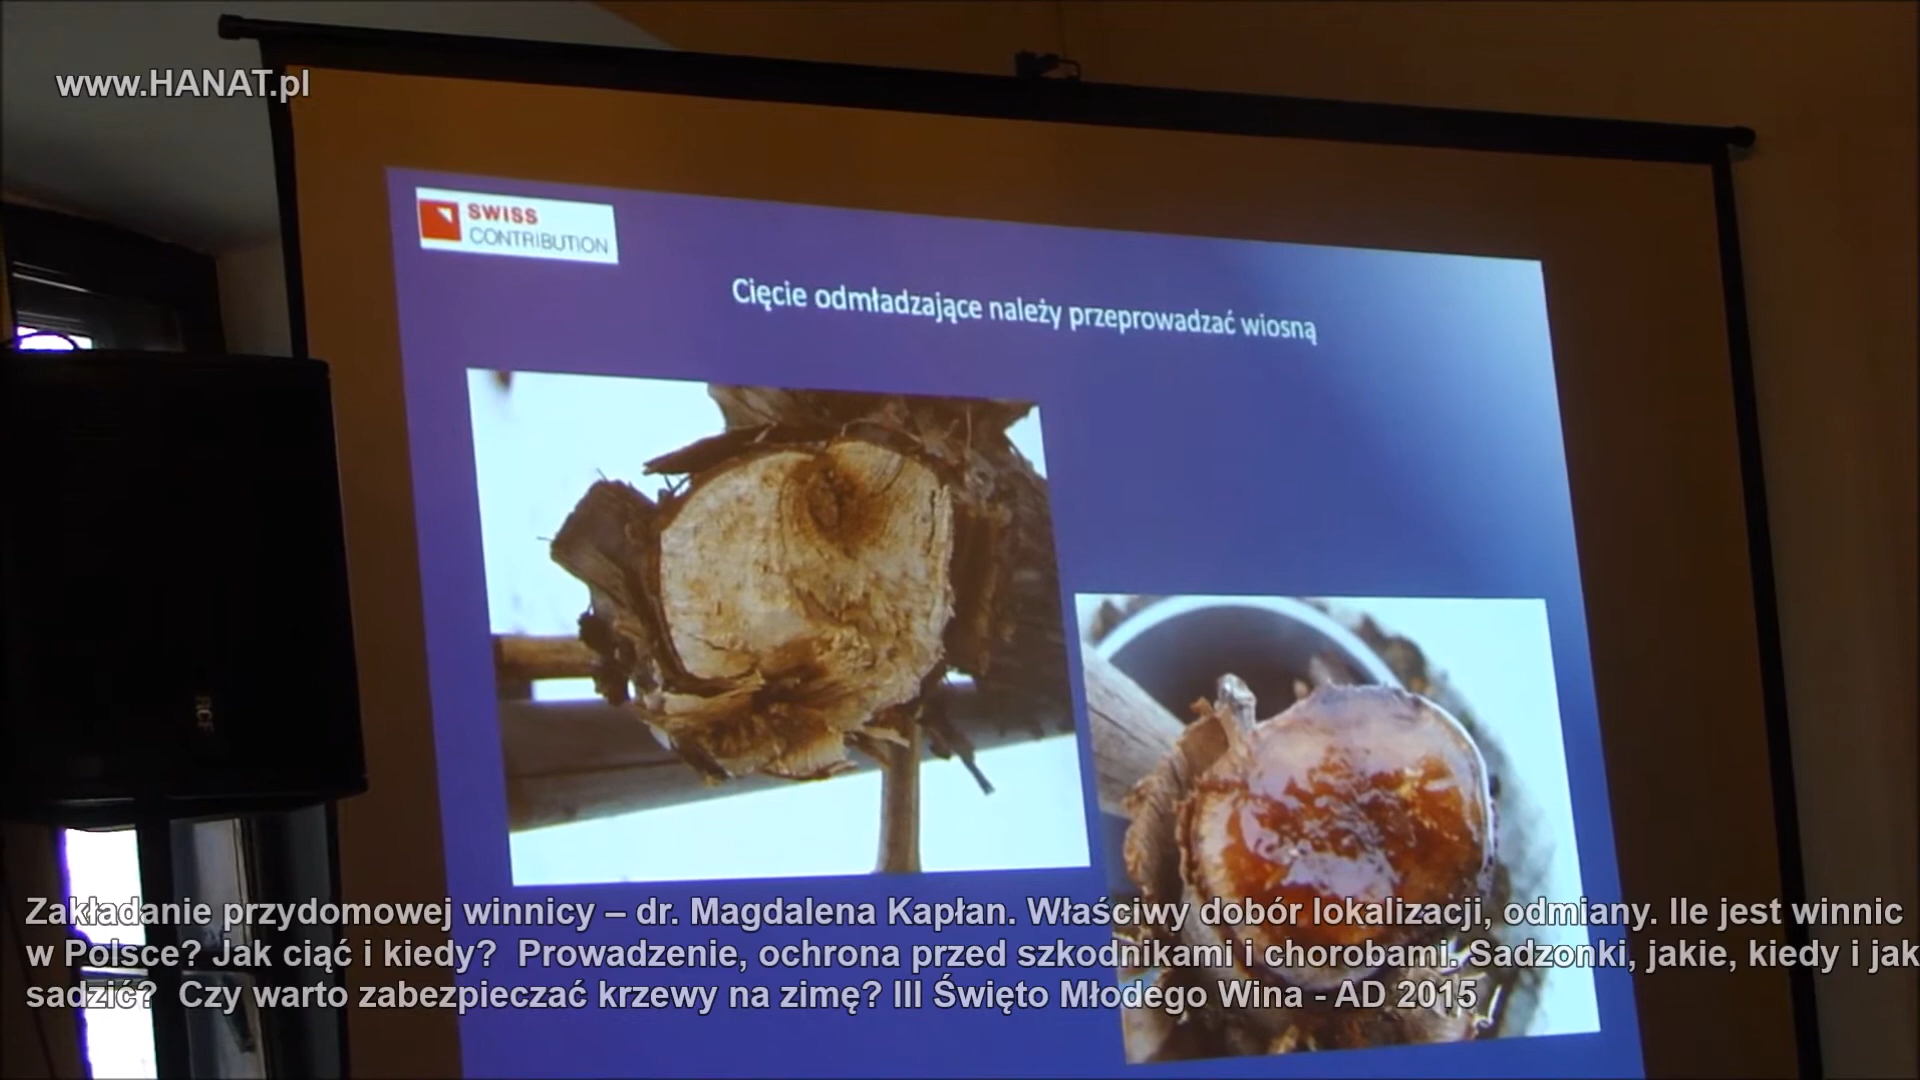 www.HANAT.pl
SWISS
CONTRIBUTION
Cięcie odmładzające należy przeprowadzać wiosną
RCF
Zakładanie przydomowej winnicy – dr. Magdalena Kapłan. Właściwy dobór lokalizacji, odmiany. Ile jest winnic
w Polsce? Jak ciąć i kiedy? Prowadzenie, ochrona przed szkodnikami i chorobami. Sadzonki, jakie, kiedy i jak
sadzić? Czy warto zabezpieczać krzewy na zimę? III Święto Młodego Wina - AD 2015